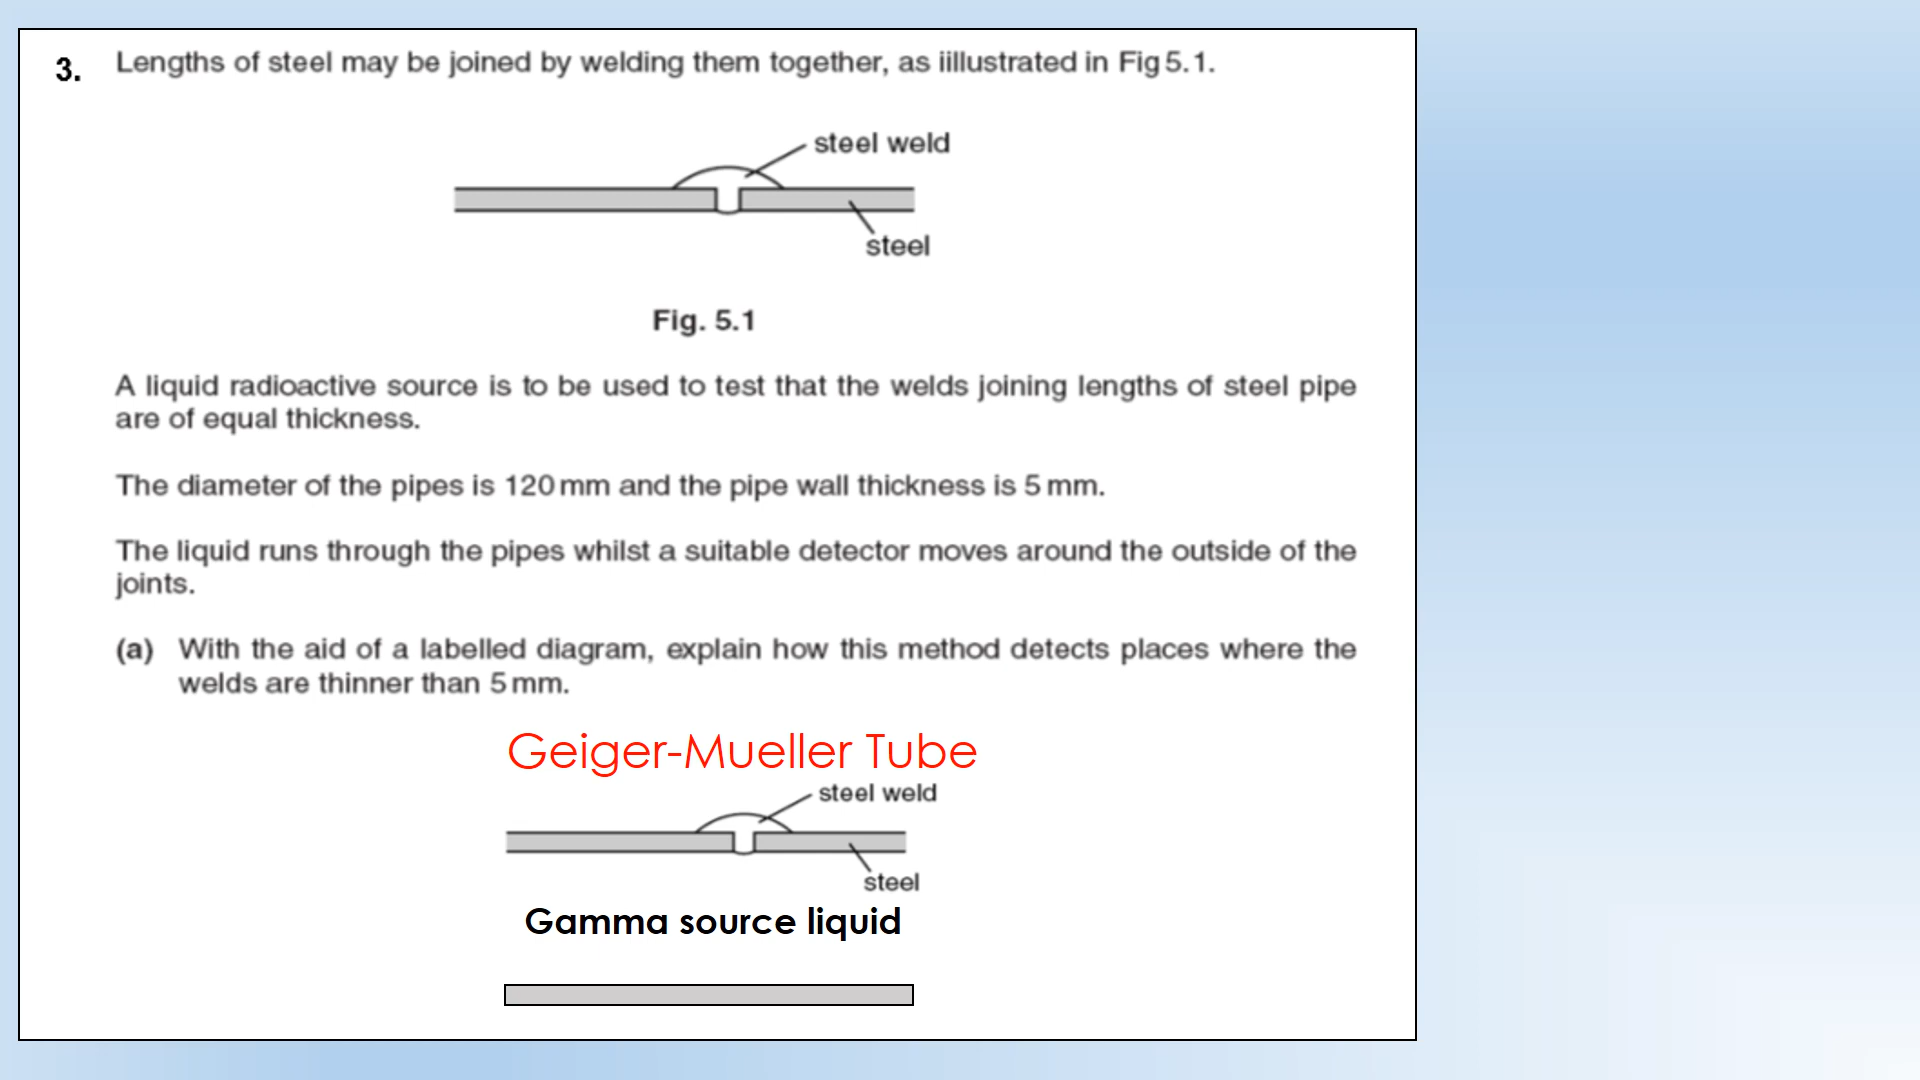 3. Lengths of steel may be joined by welding them together, as iillustrated in Fig 5.1.
steel weld
steel
Fig. 5.1
A liquid radioactive source is to be used to test that the welds joining lengths of steel pipe
are of equal thickness.
The diameter of the pipes is 120 mm and the pipe wall thickness is 5 mm.
The liquid runs through the pipes whilst a suitable detector moves around the outside of the
joints.
(a) With the aid of a labelled diagram, explain how this method detects places where the
welds are thinner than 5 mm.
Geiger-Mueller Tube
steel weld
steel
Gamma source liquid